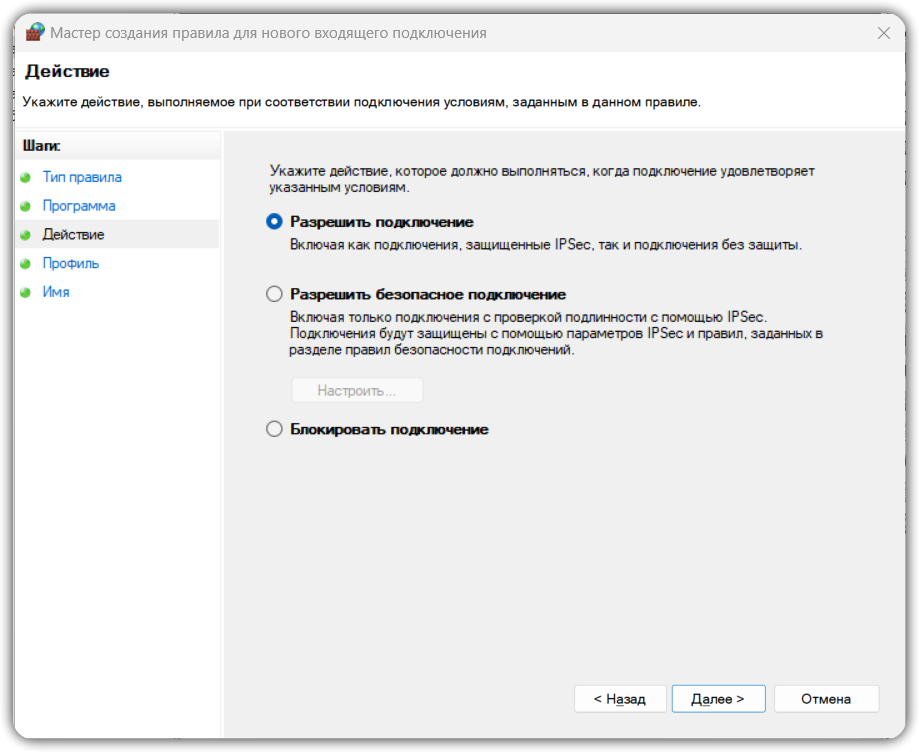 Мастер создания правила для нового входящего подключения
Действие
Укажите действие, выполняемое при соответствии подключения условиям, заданным в данном правиле.
Шаги:
Тип правила
Программа
Действие
Профиль
Имя
Укажите действие, которое должно выполняться, когда подключение удовлетворяет
указанным условиям.
Разрешить подключение
Включая как подключения, защищенные IPSec, так и подключения без защиты.
Разрешить безопасное подключение
Включая только подключения с проверкой подлинности с помощью IPSec.
Подключения будут защищены с помощью параметров IPSec и правил, заданных в
разделе правил безопасности подключений.
Настроить...
Блокировать подключение
< Назад
Далее >
Отмена